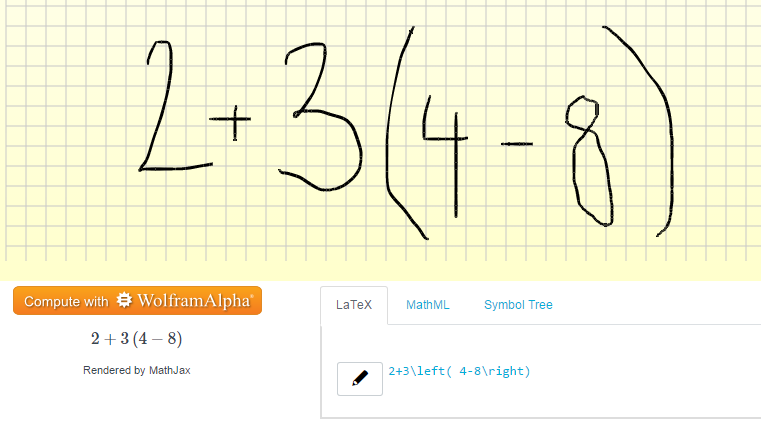 2+3(4-8)
Compute with WolframAlpha®
2 + 3 (4 − 8)
Rendered by MathJax
LaTeX MathML Symbol Tree
2+3\left( 4-8\right)